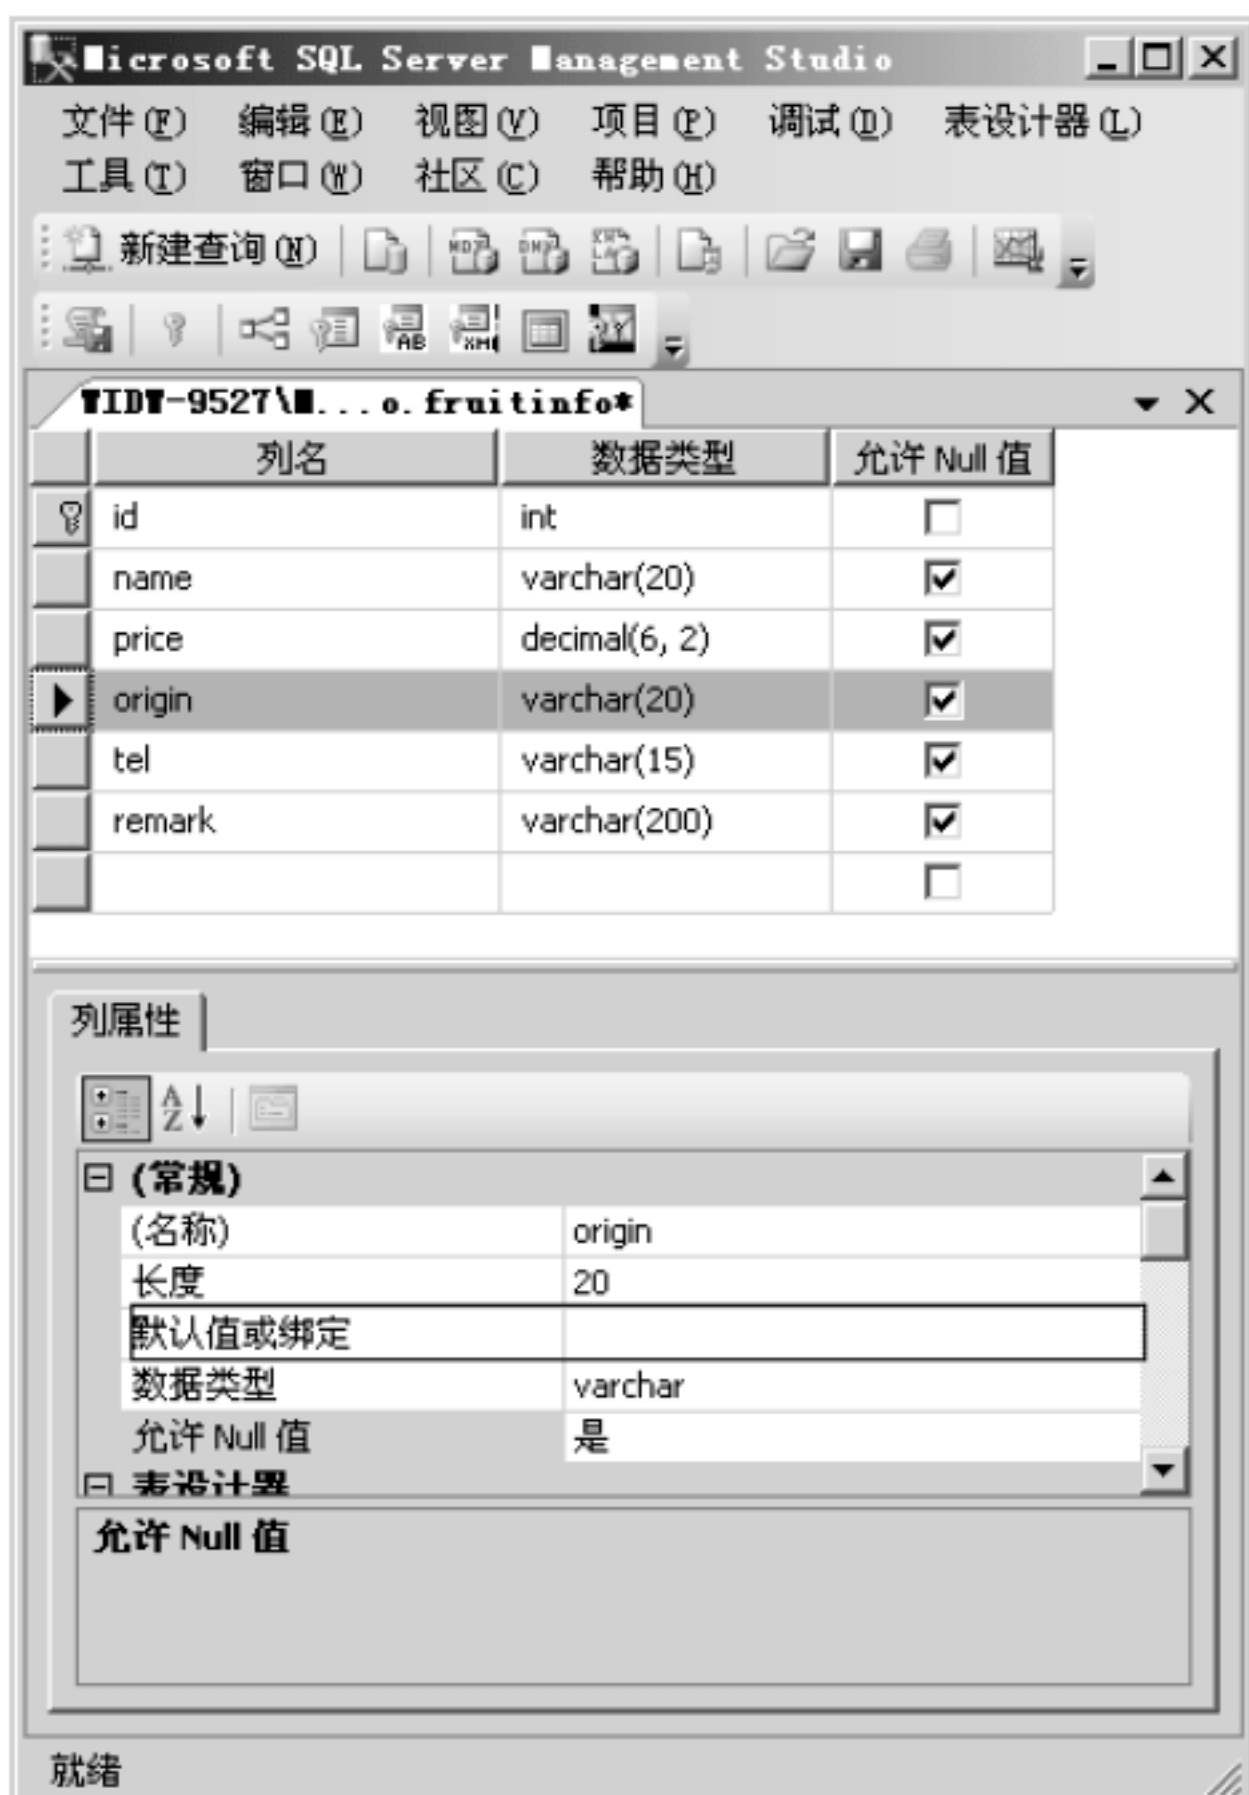 Microsoft SQL Server Management Studio
文件(F) 编辑(E) 视图(V) 项目(P) 调试(D) 表设计器(L)
工具(T) 窗口(W) 社区(C) 帮助(H)
新建查询(N)
o.fruitinfo*
列名 数据类型 允许 Null 值
id int
name varchar(20)
price decimal(6, 2)
origin varchar(20)
tel varchar(15)
remark varchar(200)
列属性
(常规)
(名称) origin
长度 20
默认值或绑定
数据类型 varchar
允许 Null 值 是
表设计器
允许 Null 值
就绪